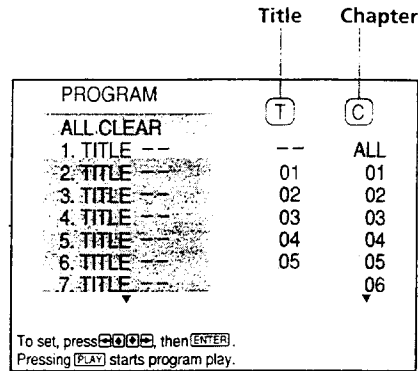 Title Chapter
PROGRAM
T C
ALL CLEAR
1. TITLE -- -- ALL
2. TITLE -- 01 01
3. TITLE -- 02 02
4. TITLE -- 03 03
5. TITLE -- 04 04
6. TITLE -- 05 05
7. TITLE -- 06
To set, press ←↑↓→, then ENTER.
Pressing PLAY starts program play.